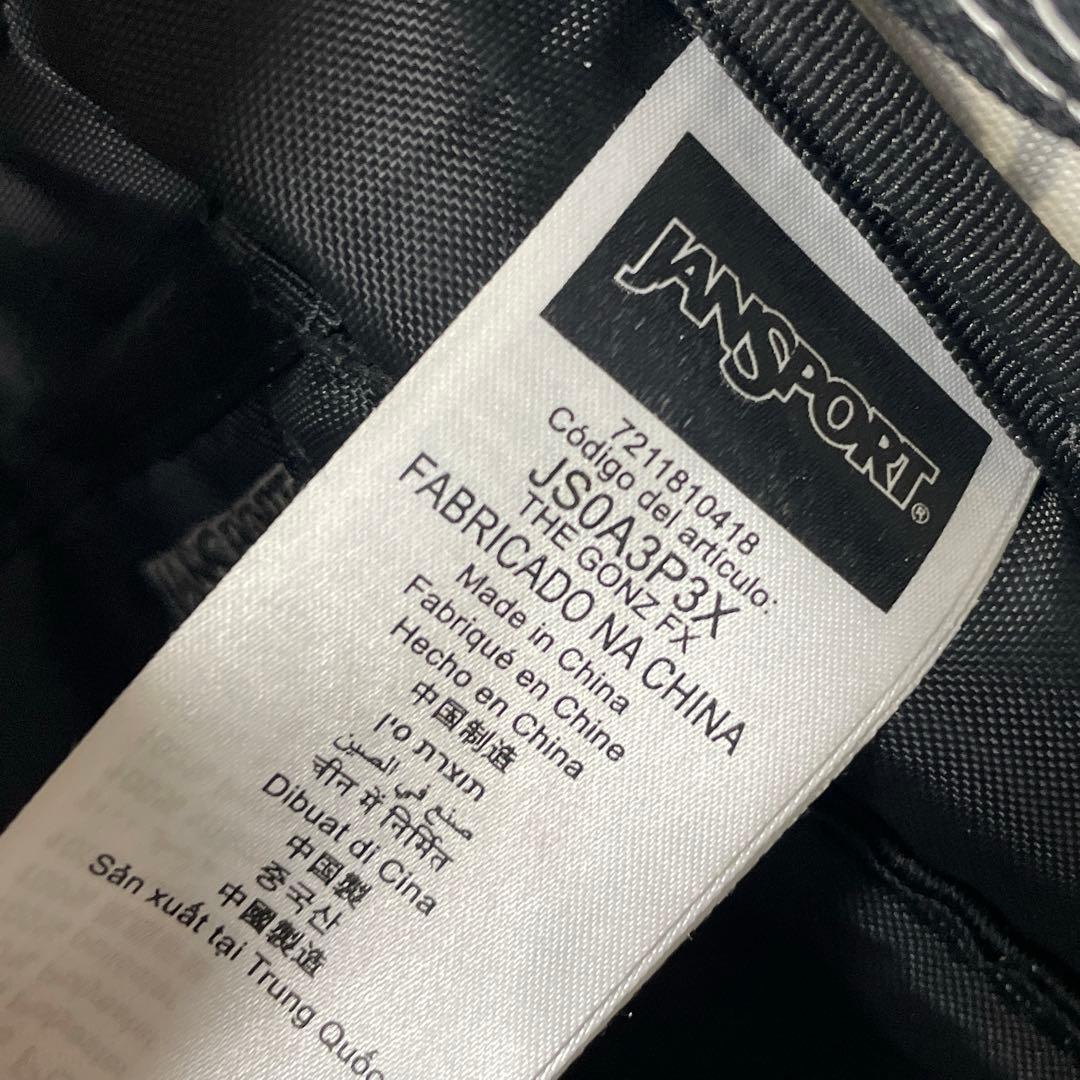 JANSPORT®
7211810418
Código del artículo:
JS0A3P3X
THE GONZ FX
FABRICADO NA CHINA
Made in China
Fabriqué en Chine
Hecho en China
中国制造
תוצרת סין
صنع في الصين
चीन में निर्मित
Dibuat di Cina
中国製
중국산
中國製造
Sản xuất tại Trung Quốc